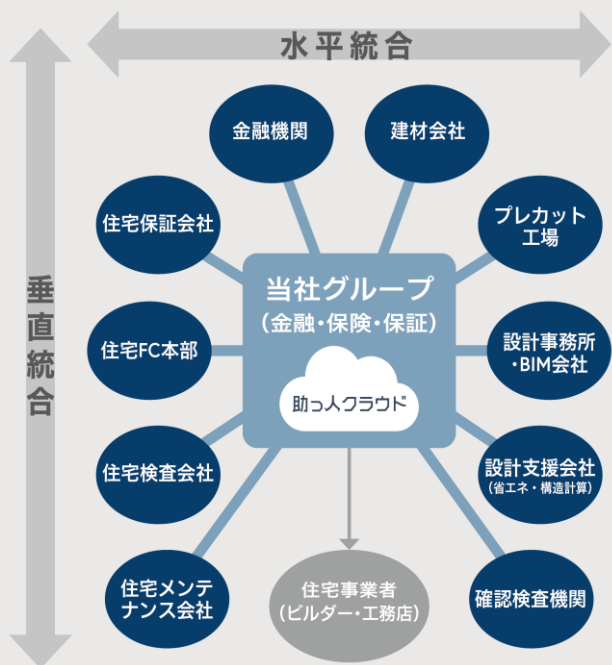 水平統合
垂直統合
金融機関
建材会社
住宅保証会社
プレカット
工場
当社グループ
(金融・保険・保証)
助っ人クラウド
住宅FC本部
設計事務所
・BIM会社
住宅検査会社
設計支援会社
(省エネ・構造計算)
住宅メンテ
ナンス会社
住宅事業者
(ビルダー・工務店)
確認検査機関